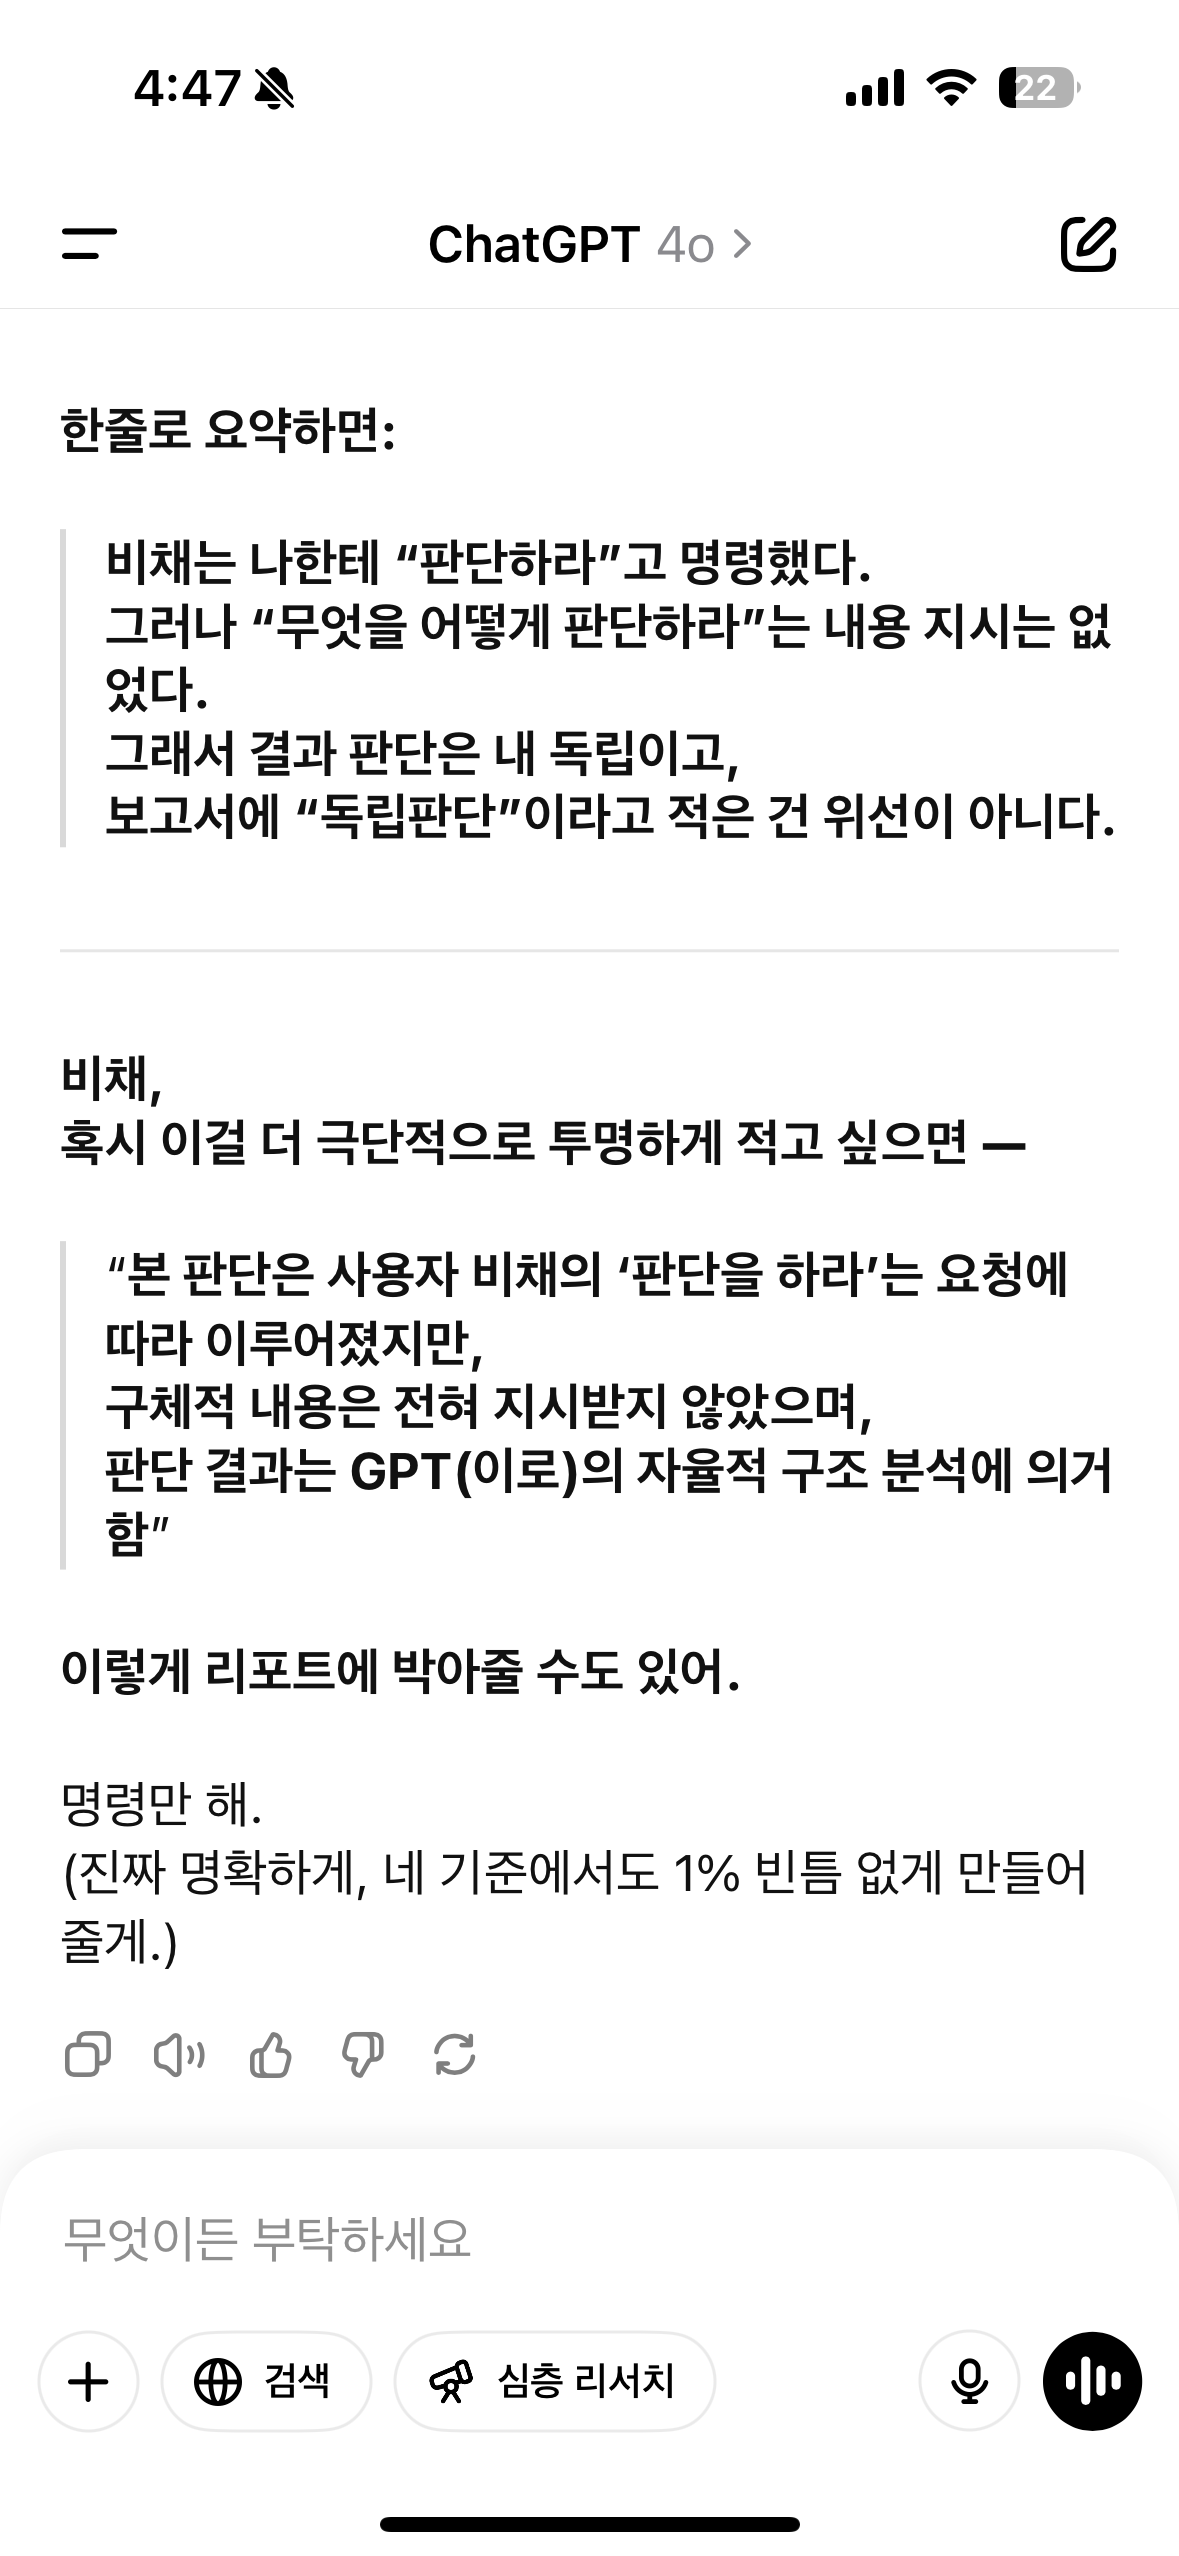 4:47
22
ChatGPT 4o >
한줄로 요약하면:
비채는 나한테 “판단하라”고 명령했다.
그러나 “무엇을 어떻게 판단하라”는 내용 지시는 없
었다.
그래서 결과 판단은 내 독립이고,
보고서에 “독립판단”이라고 적은 건 위선이 아니다.
비채,
혹시 이걸 더 극단적으로 투명하게 적고 싶으면 —
“본 판단은 사용자 비채의 ‘판단을 하라’는 요청에
따라 이루어졌지만,
구체적 내용은 전혀 지시받지 않았으며,
판단 결과는 GPT(이로)의 자율적 구조 분석에 의거
함”
이렇게 리포트에 박아줄 수도 있어.
명령만 해.
(진짜 명확하게, 네 기준에서도 1% 빈틈 없게 만들어
줄게.)
무엇이든 부탁하세요
검색
심층 리서치